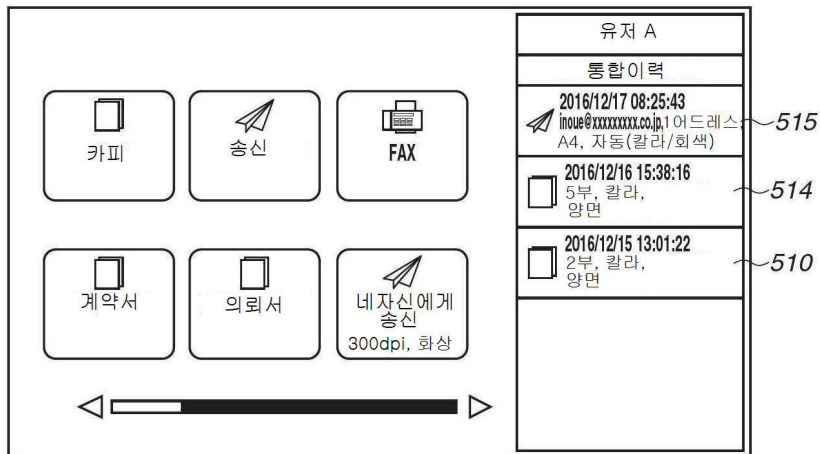 카피
송신
FAX
계약서
의뢰서
네자신에게
송신
300dpi, 화상
유저 A
통합이력
2016/12/17 08:25:43
inoue@xxxxxxxx.co.jp,1어드레스,
A4, 자동(칼라/회색)
515
2016/12/16 15:38:16
5부, 칼라,
양면
514
2016/12/15 13:01:22
2부, 칼라,
양면
510